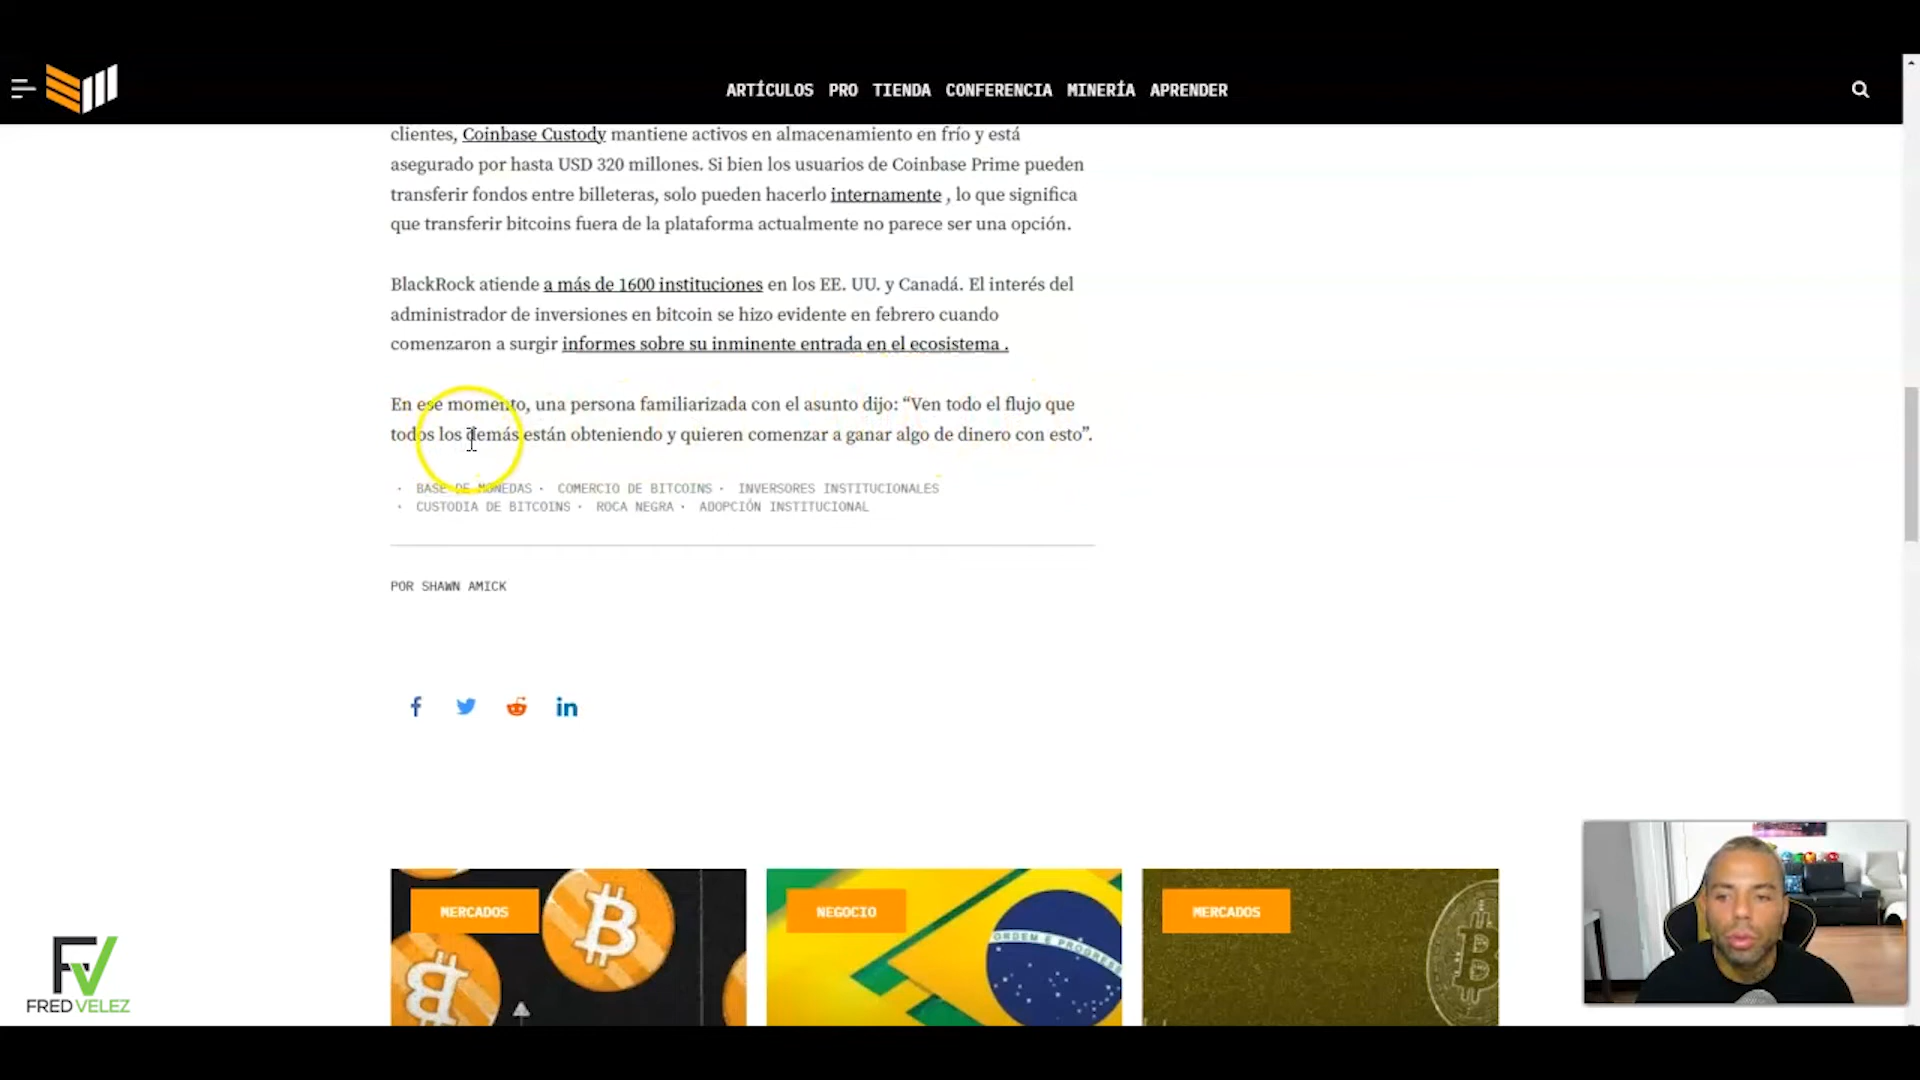 ARTÍCULOS PRO TIENDA CONFERENCIA MINERÍA APRENDER
clientes, Coinbase Custody mantiene activos en almacenamiento en frío y está
asegurado por hasta USD 320 millones. Si bien los usuarios de Coinbase Prime pueden
transferir fondos entre billeteras, solo pueden hacerlo internamente , lo que significa
que transferir bitcoins fuera de la plataforma actualmente no parece ser una opción.
BlackRock atiende a más de 1600 instituciones en los EE. UU. y Canadá. El interés del
administrador de inversiones en bitcoin se hizo evidente en febrero cuando
comenzaron a surgir informes sobre su inminente entrada en el ecosistema .
En ese momento, una persona familiarizada con el asunto dijo: “Ven todo el flujo que
todos los demás están obteniendo y quieren comenzar a ganar algo de dinero con esto”.
· BASE DE MONEDAS · COMERCIO DE BITCOINS · INVERSORES INSTITUCIONALES
· CUSTODIA DE BITCOINS · ROCA NEGRA · ADOPCIÓN INSTITUCIONAL
POR SHAWN AMICK
MERCADOS
NEGOCIO
MERCADOS
ORDEM E PROGRESS
FV
FRED VELEZ